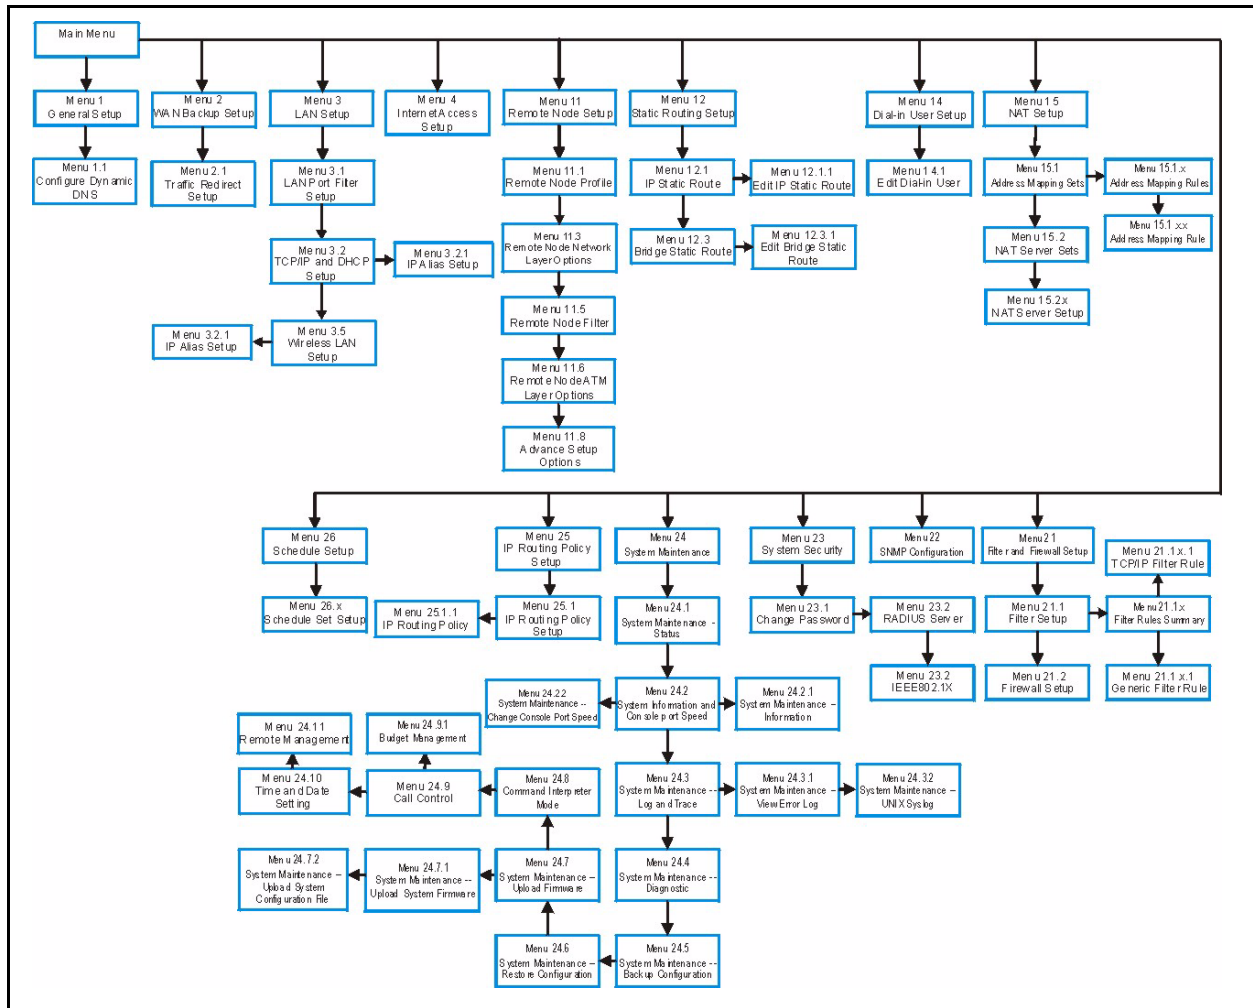 Main Menu
Menu 1
General Setup
Menu 2
WAN Backup Setup
Menu 3
LAN Setup
Menu 4
InternetAccess
Setup
Menu 11
Remote Node Setup
Menu 12
Static Routing Setup
Menu 14
Dial-in User Setup
Menu 15
NAT Setup
Menu 1.1
Configure Dynamic
DNS
Menu 2.1
Traffic Redirect
Setup
Menu 3.1
LAN Port Filter
Setup
Menu 11.1
Remote Node Profile
Menu 12.1
IP Static Route
Menu 12.1.1
Edit IP Static Route
Menu 14.1
Edit Dial-in User
Menu 15.1
Address Mapping Sets
Menu 15.1.x
Address Mapping Rules
Menu 15.1.xx
Address Mapping Rule
Menu 3.2
TCP/IP and DHCP
Setup
Menu 3.2.1
IP Alias Setup
Menu 11.3
Remote Node Network
Layer Options
Menu 12.3
Bridge Static Route
Menu 12.3.1
Edit Bridge Static
Route
Menu 15.2
NAT Server Sets
Menu 15.2x
NAT Server Setup
Menu 3.2.1
IP Alias Setup
Menu 3.5
Wireless LAN
Setup
Menu 11.5
Remote Node Filter
Menu 11.6
Remote Node ATM
Layer Options
Menu 11.8
Advance Setup
Options
Menu 26
Schedule Setup
Menu 25
IP Routing Policy
Setup
Menu 24
System Maintenance
Menu 23
System Security
Menu 22
SNMP Configuration
Menu 21
Filter and Firewall Setup
Menu 21.1x.1
TCP/IP Filter Rule
Menu 26.x
Schedule Set Setup
Menu 25.1.1
IP Routing Policy
Menu 25.1
IP Routing Policy
Setup
Menu 24.1
System Maintenance --
Status
Menu 23.1
Change Password
Menu 23.2
RADIUS Server
Menu 21.1
Filter Setup
Menu 21.1x
Filter Rules Summary
Menu 23.2
IEEE802.1X
Menu 21.2
Firewall Setup
Menu 21.1x.1
Generic Filter Rule
Menu 24.22
System Maintenance --
Change Console Port Speed
Menu 24.2
System Information and
Console port Speed
Menu 24.2.1
System Maintenance --
Information
Menu 24.11
Remote Management
Menu 24.9.1
Budget Management
Menu 24.10
Time and Date
Setting
Menu 24.9
Call Control
Menu 24.8
Command Interpreter
Mode
Menu 24.3
System Maintenance --
Log and Trace
Menu 24.3.1
System Maintenance --
View Error Log
Menu 24.3.2
System Maintenance --
UNIX Syslog
Menu 24.7.2
System Maintenance --
Upload System
Configuration File
Menu 24.7.1
System Maintenance --
Upload System Firmware
Menu 24.7
System Maintenance --
Upload Firmware
Menu 24.4
System Maintenance --
Diagnostic
Menu 24.6
System Maintenance --
Restore Configuration
Menu 24.5
System Maintenance --
Backup Configuration